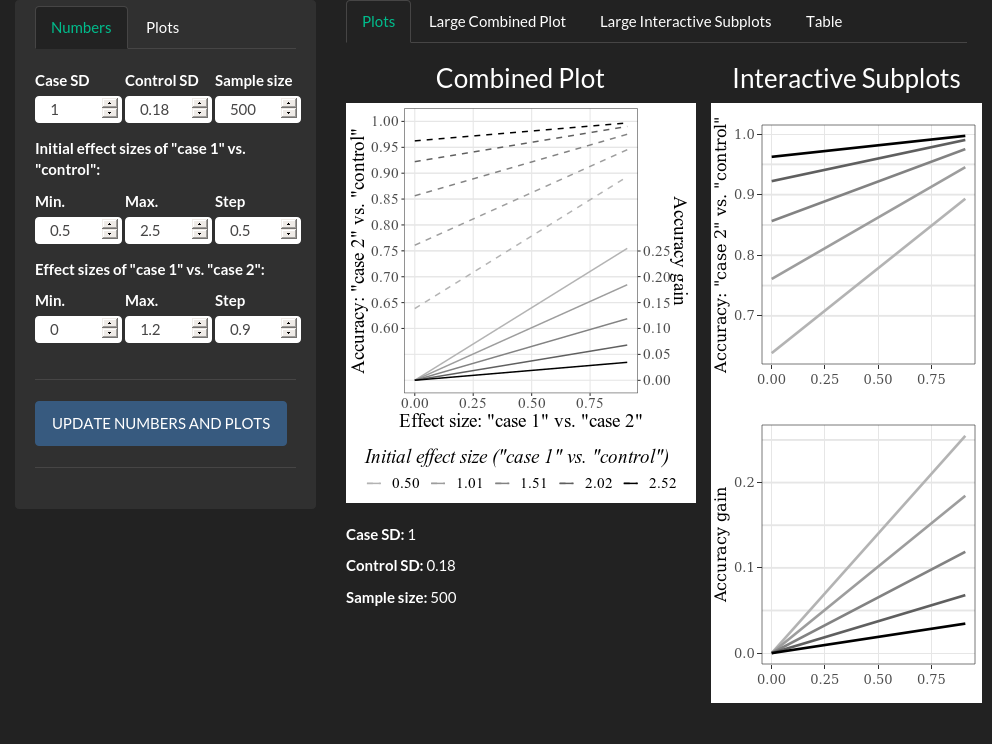 Numbers
Plots
Case SD
Control SD
Sample size
1
0.18
500
Initial effect sizes of "case 1" vs.
"control":
Min.
Max.
Step
0.5
2.5
0.5
Effect sizes of "case 1" vs. "case 2":
Min.
Max.
Step
0
1.2
0.9
UPDATE NUMBERS AND PLOTS
Plots
Large Combined Plot
Large Interactive Subplots
Table
Combined Plot
Accuracy: "case 2" vs. "control"
1.00
0.95
0.90
0.85
0.80
0.75
0.70
0.65
0.60
Accuracy gain
0.25
0.20
0.15
0.10
0.05
0.00
0.00 0.25 0.50 0.75
Effect size: "case 1" vs. "case 2"
Initial effect size ("case 1" vs. "control")
0.50 1.01 1.51 2.02 2.52
Case SD: 1
Control SD: 0.18
Sample size: 500
Interactive Subplots
Accuracy: "case 2" vs. "control"
1.0
0.9
0.8
0.7
0.00 0.25 0.50 0.75
Accuracy gain
0.2
0.1
0.0
0.00 0.25 0.50 0.75